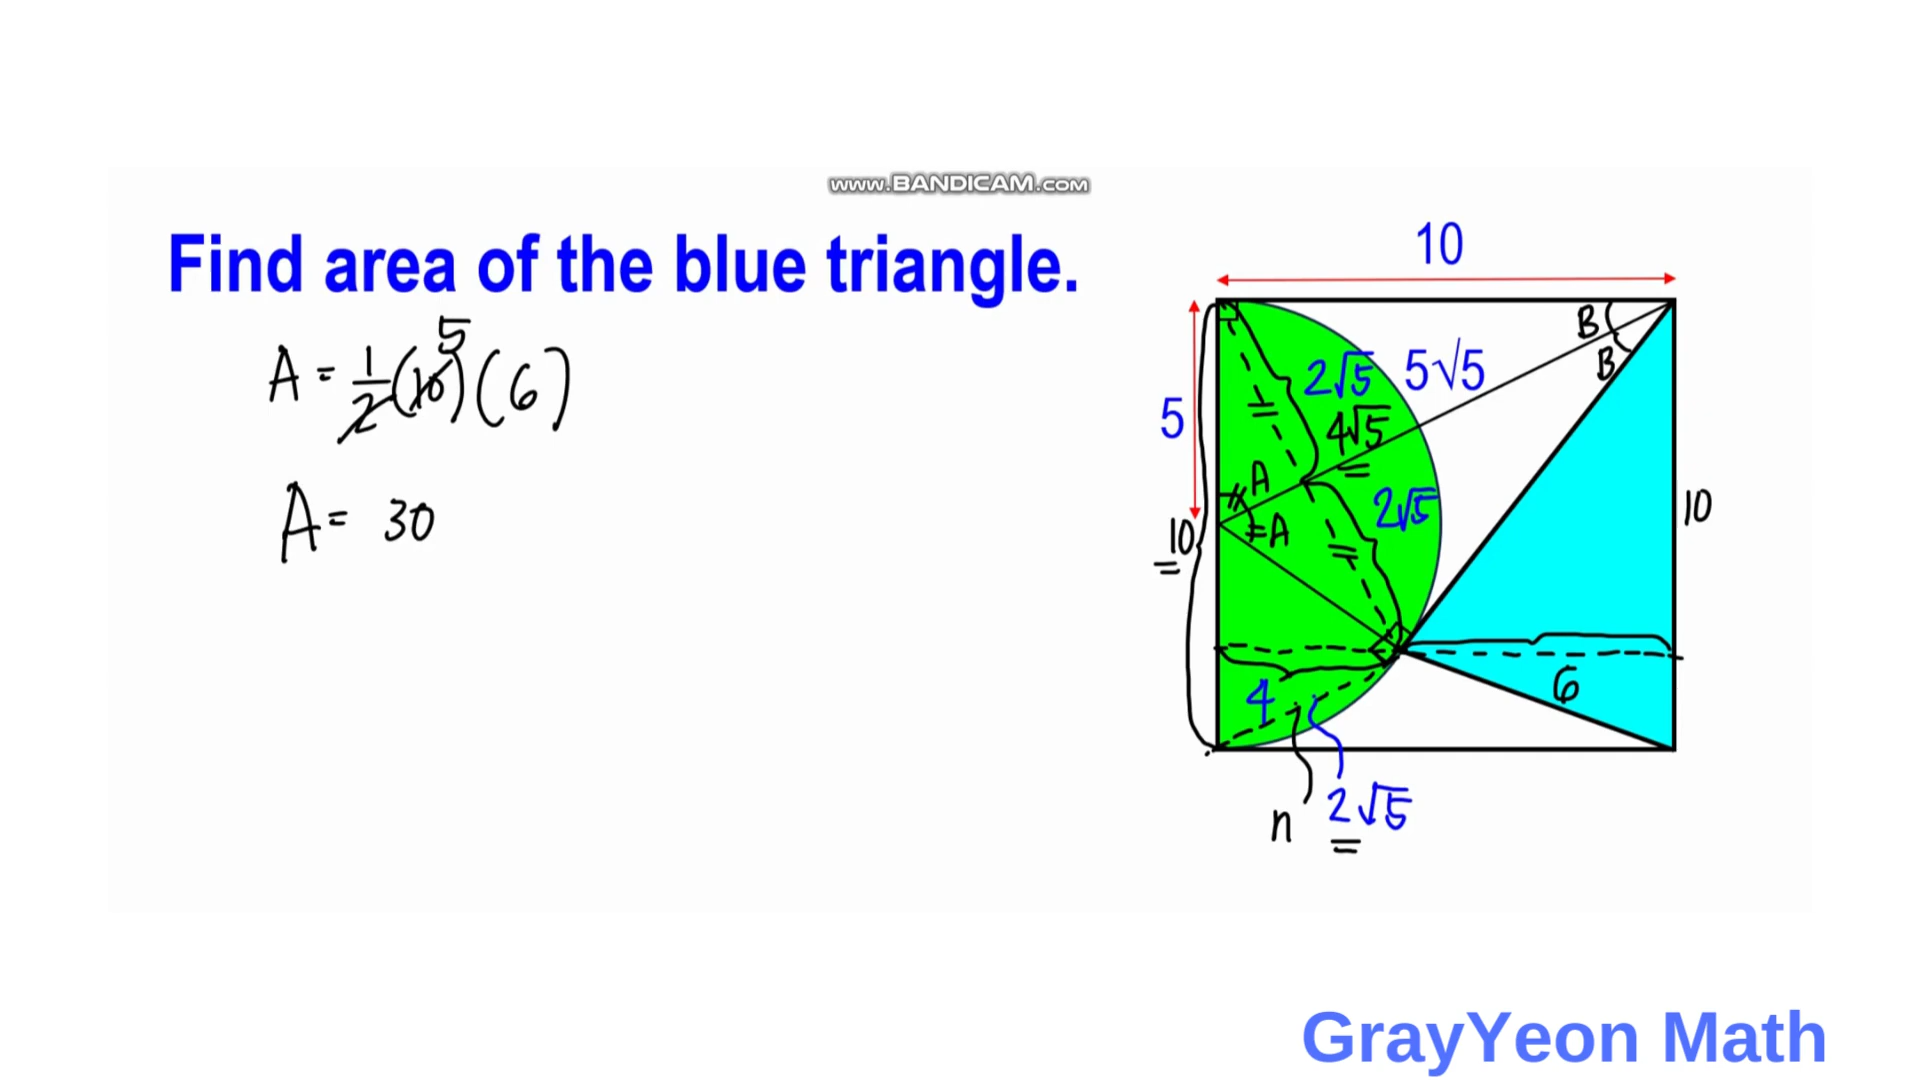 www.BANDICAM.com
Find area of the blue triangle.
A = 1/2 (10) (6)
5
A = 30
10
5
2√5
5√5
4√5
B
B
A
A
2√5
10
10
4
6
n
2√5
GrayYeon Math